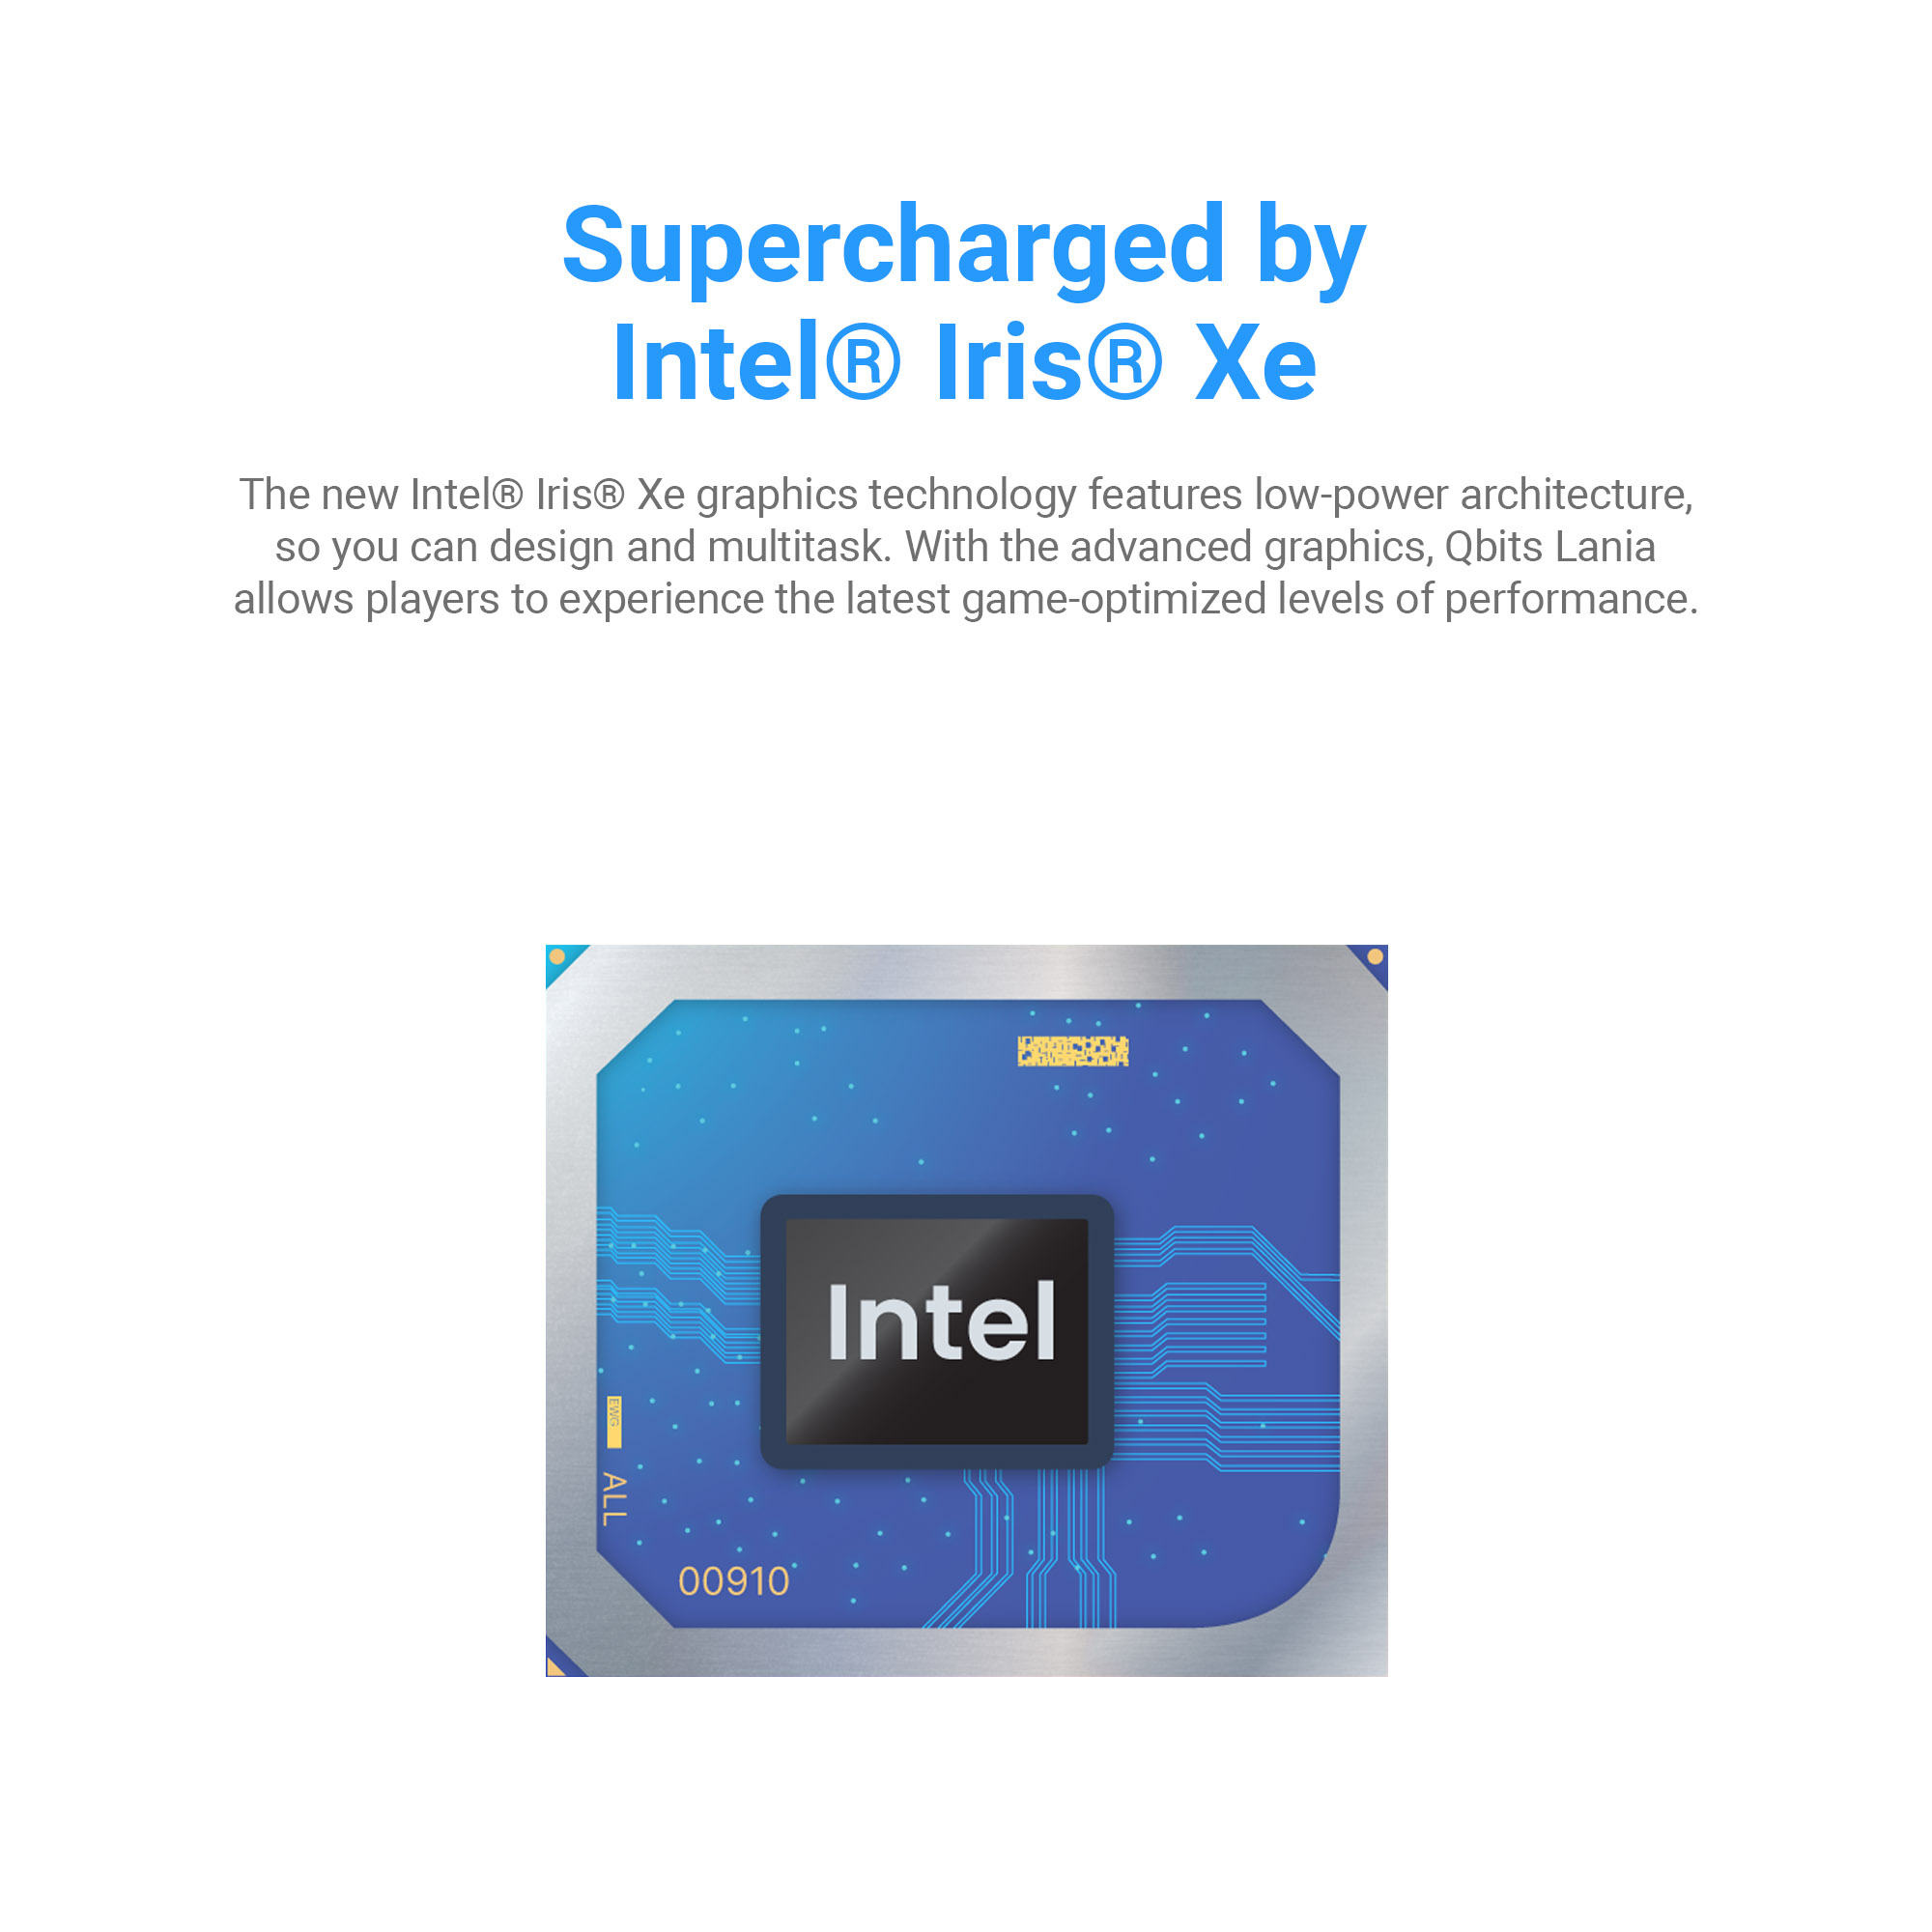 Supercharged by
Intel® Iris® Xe
The new Intel® Iris® Xe graphics technology features low-power architecture,
so you can design and multitask. With the advanced graphics, Qbits Lania
allows players to experience the latest game-optimized levels of performance.
Intel
EWG
ALL
00910